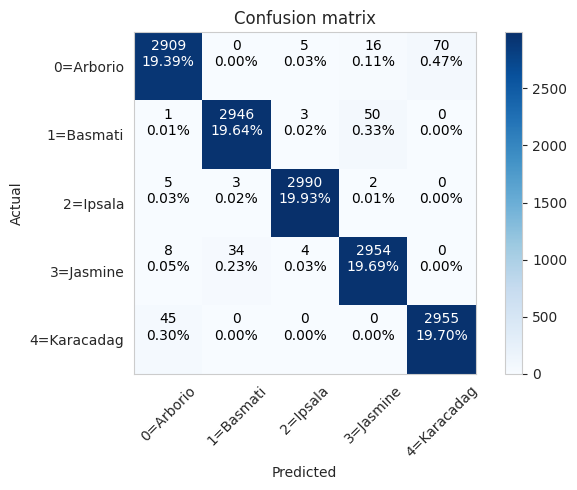 Confusion matrix
Actual
0=Arborio
2909 0 5 16 70
19.39% 0.00% 0.03% 0.11% 0.47%
1=Basmati
1 2946 3 50 0
0.01% 19.64% 0.02% 0.33% 0.00%
2=Ipsala
5 3 2990 2 0
0.03% 0.02% 19.93% 0.01% 0.00%
3=Jasmine
8 34 4 2954 0
0.05% 0.23% 0.03% 19.69% 0.00%
4=Karacadag
45 0 0 0 2955
0.30% 0.00% 0.00% 0.00% 19.70%
0=Arborio 1=Basmati 2=Ipsala 3=Jasmine 4=Karacadag
Predicted
2500
2000
1500
1000
500
0